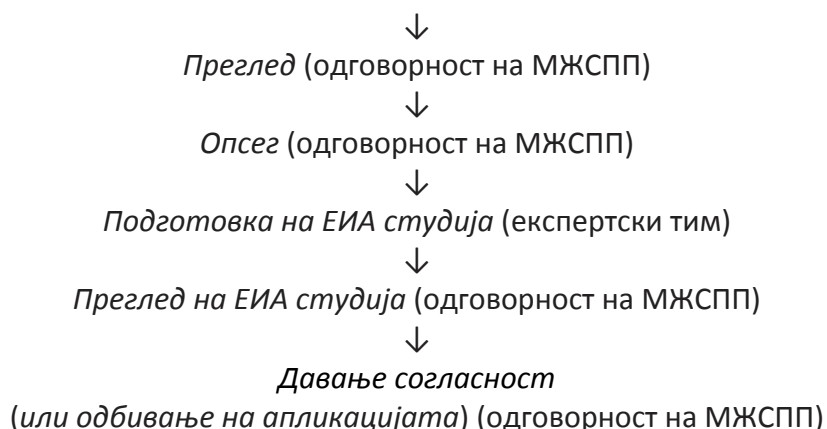 ↓
Преглед (одговорност на МЖСПП)
↓
Опсег (одговорност на МЖСПП)
↓
Подготовка на ЕИА студија (експертски тим)
↓
Преглед на ЕИА студија (одговорност на МЖСПП)
↓
Давање согласност
(или одбивање на апликацијата) (одговорност на МЖСПП)